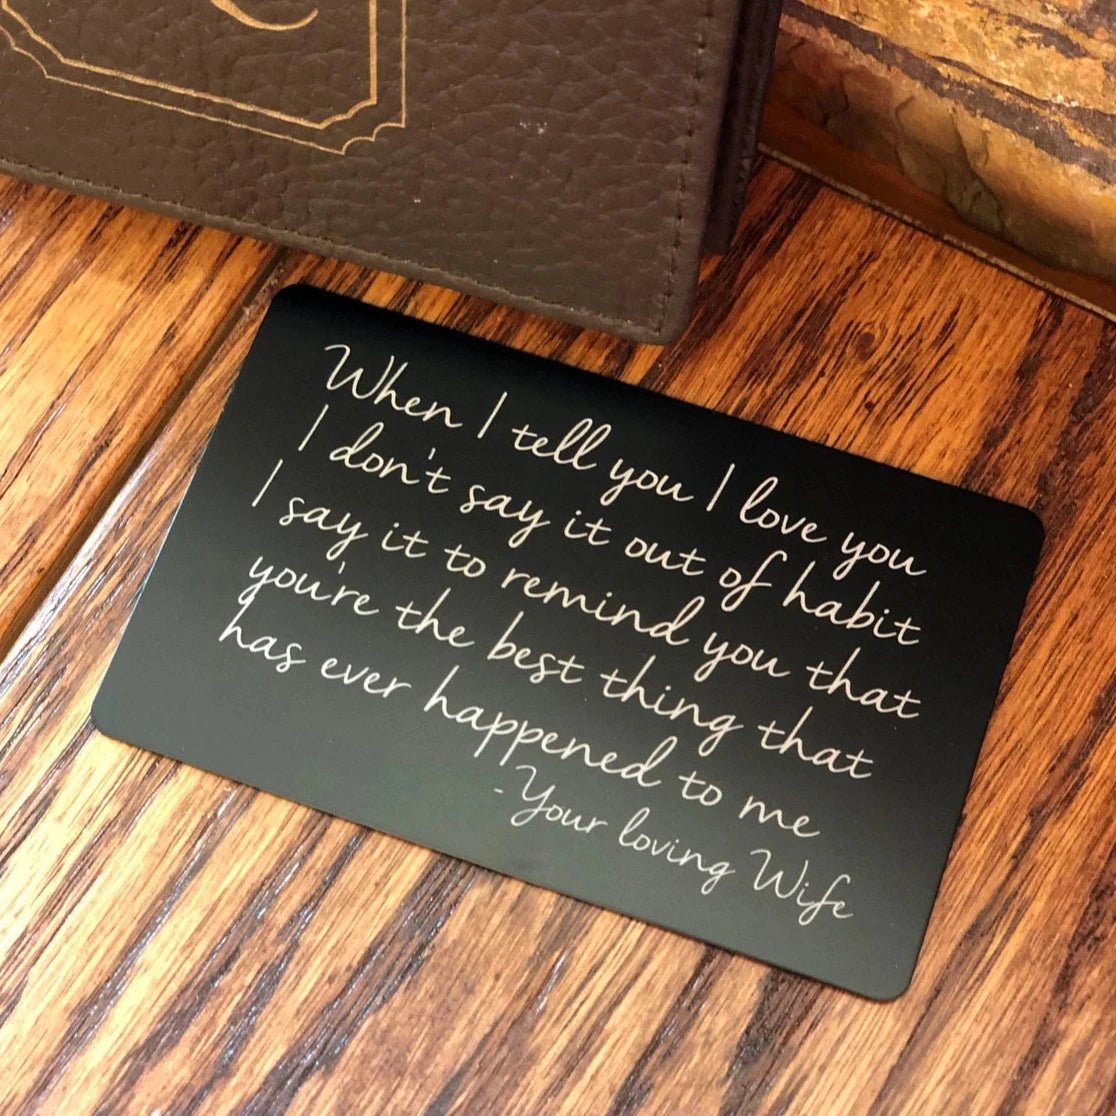 When I tell you I love you
I don't say it out of habit
I say it to remind you that
you're the best thing that
has ever happened to me
-Your loving Wife